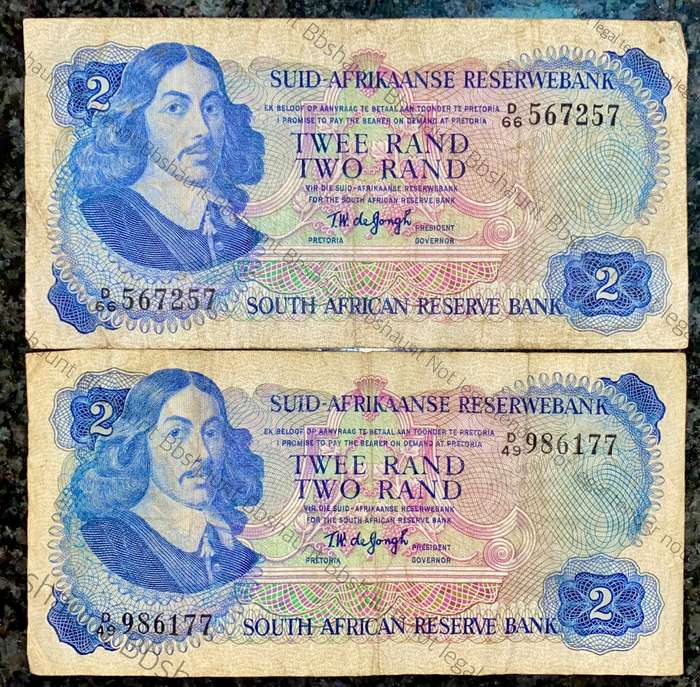 2
SUID-AFRIKAANSE RESERWEBANK
EK BELOOF OP AANVRAAG TE BETAAL AAN TOONDER TE PRETORIA
I PROMISE TO PAY THE BEARER ON DEMAND AT PRETORIA
D/66 567257
TWEE RAND
TWO RAND
VIR DIE SUID-AFRIKAANSE RESERWEBANK
FOR THE SOUTH AFRICAN RESERVE BANK
T.W. de Jongh
PRESIDENT
PRETORIA GOVERNOR
D/66 567257
SOUTH AFRICAN RESERVE BANK
2
2
SUID-AFRIKAANSE RESERWEBANK
EK BELOOF OP AANVRAAG TE BETAAL AAN TOONDER TE PRETORIA
I PROMISE TO PAY THE BEARER ON DEMAND AT PRETORIA
D/49 986177
TWEE RAND
TWO RAND
VIR DIE SUID-AFRIKAANSE RESERWEBANK
FOR THE SOUTH AFRICAN RESERVE BANK
T.W. de Jongh
PRESIDENT
PRETORIA GOVERNOR
D/49 986177
SOUTH AFRICAN RESERVE BANK
2